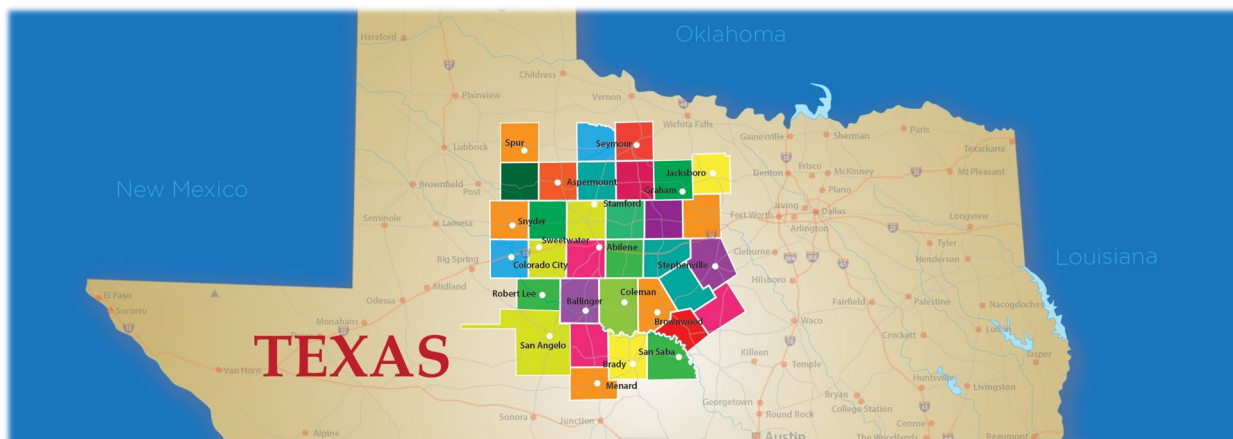 Oklahoma
New Mexico
Louisiana
TEXAS
Hereford
Childress
Plainview
Vernon
Wichita Falls
Lubbock
Gainesville
Sherman
Paris
Texarkana
Spur
Seymour
Brownfield
Post
Aspermount
Graham
Jacksboro
Denton
Frisco
McKinney
Mt Pleasant
Plano
Stamford
Seminole
Lamesa
Snyder
Fort Worth
Irving
Dallas
Arlington
Longview
Sweetwater
Abilene
Tyler
Henderson
Big Spring
Colorado City
Stephenville
Cleburne
Hillsboro
Midland
Odessa
Robert Lee
Ballinger
Coleman
Brownwood
Fairfield
Palestine
Nacogdoches
El Paso
Socorro
Monahans
Waco
Crockett
Lufkin
San Angelo
Brady
San Saba
Killeen
Temple
Jasper
Van Horn
Menard
Huntsville
Livingston
Georgetown
Bryan
Sonora
Junction
Round Rock
College Station
Conroe
Alpina
Austin
The Woodlands
Beaumont